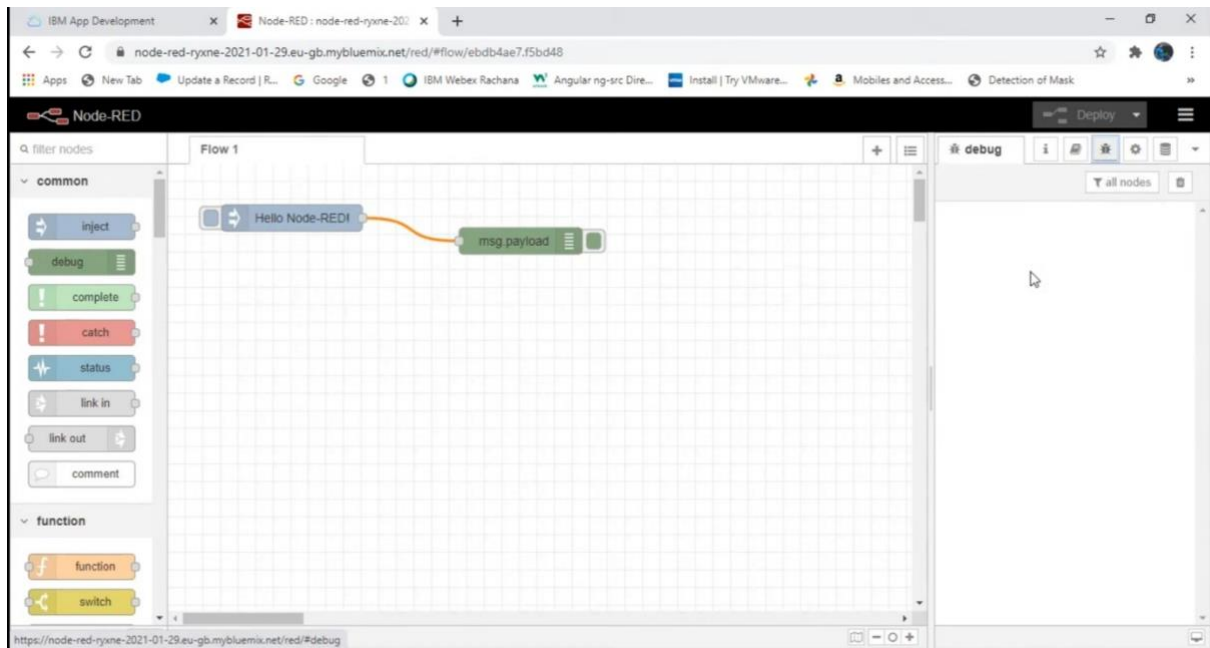 IBM App Development
Node-RED : node-red-ryxne-202
node-red-ryxne-2021-01-29.eu-gb.mybluemix.net/red/#flow/ebdb4ae7.f5bd48
Apps New Tab Update a Record | R... Google 1 IBM Webex Rachana Angular ng-src Dire... Install | Try VMware... Mobiles and Access... Detection of Mask
Node-RED Deploy
filter nodes Flow 1 debug
common all nodes
inject Hello Node-RED!
debug msg.payload
complete
catch
status
link in
link out
comment
function
function
switch
https://node-red-ryxne-2021-01-29.eu-gb.mybluemix.net/red/#debug